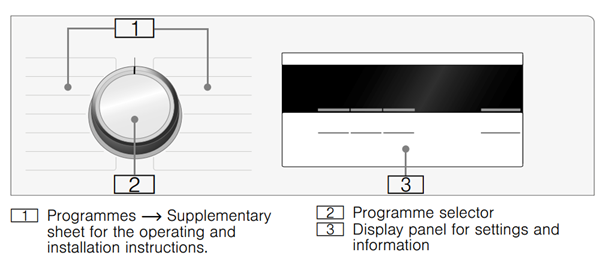 1
2
3
1 Programmes → Supplementary
sheet for the operating and
installation instructions.
2 Programme selector
3 Display panel for settings and
information